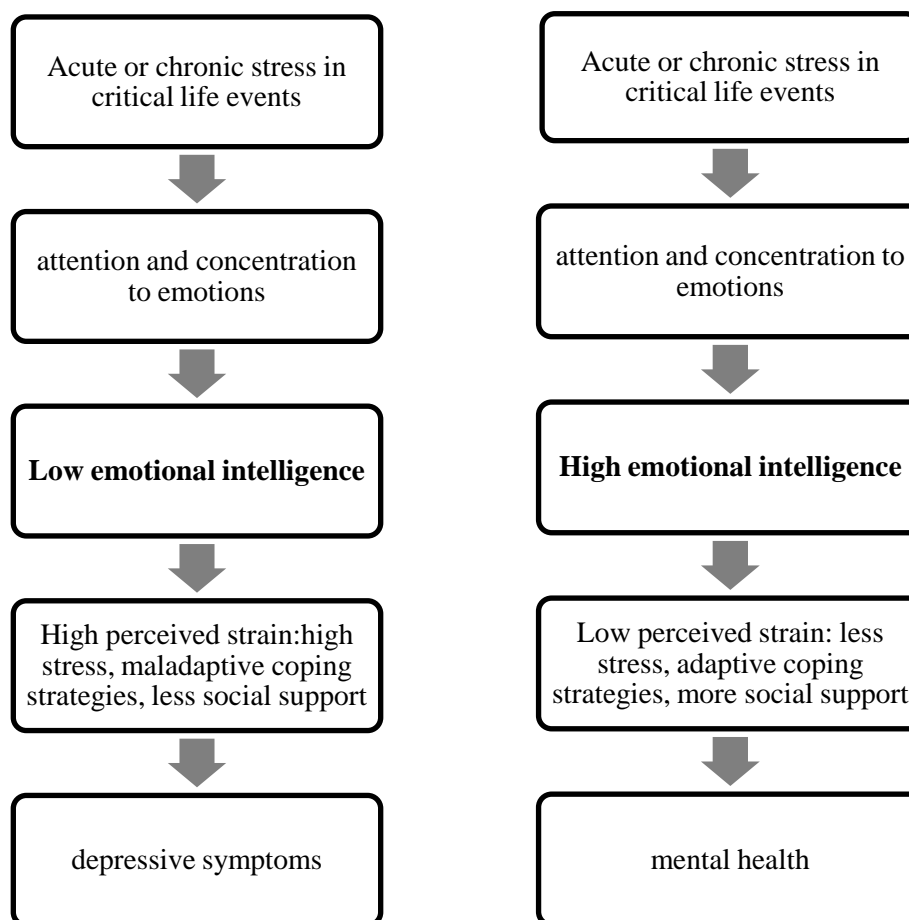 Acute or chronic stress in
critical life events
attention and concentration
to emotions
Low emotional intelligence
High perceived strain:high
stress, maladaptive coping
strategies, less social support
depressive symptoms
Acute or chronic stress in
critical life events
attention and concentration to
emotions
High emotional intelligence
Low perceived strain: less
stress, adaptive coping
strategies, more social support
mental health